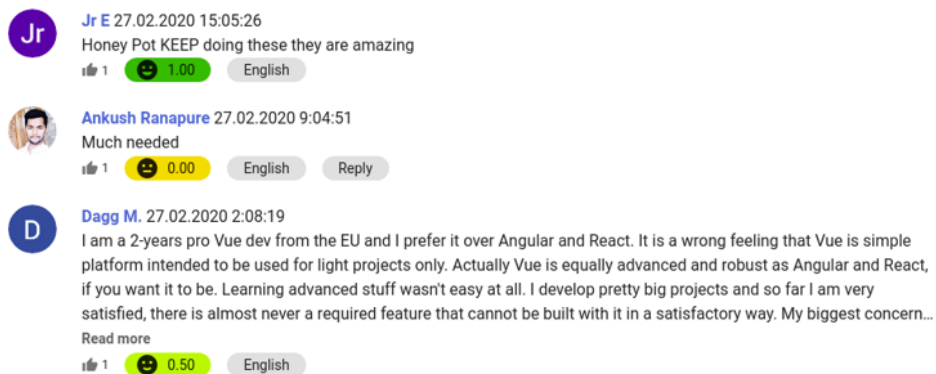 Jr
Jr E 27.02.2020 15:05:26
Honey Pot KEEP doing these they are amazing
1 1.00 English
Ankush Ranapure 27.02.2020 9:04:51
Much needed
1 0.00 English Reply
D
Dagg M. 27.02.2020 2:08:19
I am a 2-years pro Vue dev from the EU and I prefer it over Angular and React. It is a wrong feeling that Vue is simple
platform intended to be used for light projects only. Actually Vue is equally advanced and robust as Angular and React,
if you want it to be. Learning advanced stuff wasn't easy at all. I develop pretty big projects and so far I am very
satisfied, there is almost never a required feature that cannot be built with it in a satisfactory way. My biggest concern...
Read more
1 0.50 English